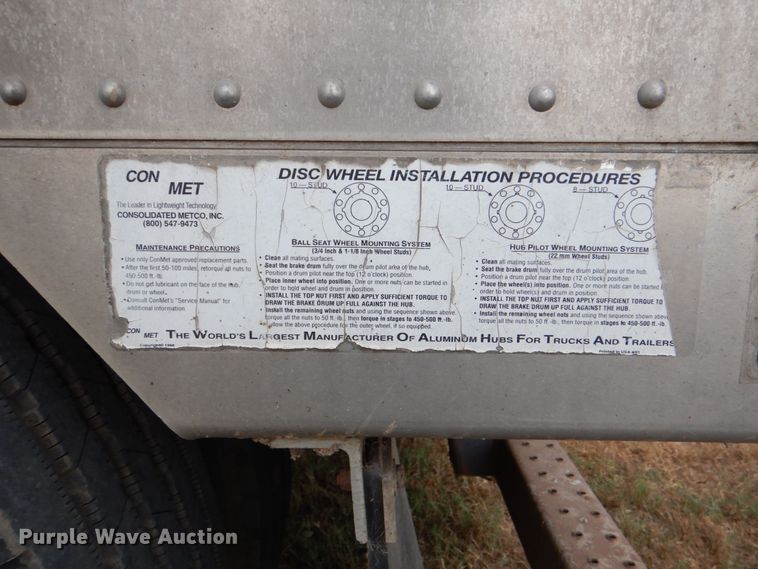 CON
MET
The Leader in Lightweight Technology
CONSOLIDATED METCO, INC.
(800) 547-9473
MAINTENANCE PRECAUTIONS
• Use only ConMet approved replacement parts.
• After the first 50-100 miles, retorque all nuts to
450-500 ft.-lb.
• Do not get lubricant on the face of the hub,
drum or wheel.
• Consult ConMet's "Service Manual" for
additional information.
DISC WHEEL INSTALLATION PROCEDURES
10 — STUD
10 — STUD
8 — STUD
BALL SEAT WHEEL MOUNTING SYSTEM
(3/4 Inch & 1-1/8 Inch Wheel Studs)
• Clean all mating surfaces.
• Seat the brake drum fully over the drum pilot area of the hub,
Position a drum pilot near the top (12 o'clock) position.
• Place inner wheel into position. One or more nuts can be started in
order to hold wheel and drum in position.
• INSTALL THE TOP NUT FIRST AND APPLY SUFFICIENT TORQUE TO
DRAW THE BRAKE DRUM UP FULL AGAINST THE HUB.
• Install the remaining wheel nuts and using the sequence shown above
torque all the nuts to 50 ft.-lb., then torque in stages to 450-500 ft.-lb.
low the above procedure for the outer wheel, if so equipped
HUB PILOT WHEEL MOUNTING SYSTEM
(22 mm Wheel Studs)
• Clean all mating surfaces.
• Seat the brake drum fully over the drum pilot area of the hub,
Position a drum pilot near the top (12 o'clock) position.
• Place the wheel(s) into position. One or more nuts can be started in
order to hold wheel(s) and drum in position.
• INSTALL THE TOP NUT FIRST AND APPLY SUFFICIENT TORQUE TO
DRAW THE BRAKE DRUM UP FULL AGAINST THE HUB.
• Install the remaining wheel nuts and using the sequence shown above
torque all the nuts to 50 ft.-lb., then torque in stages to 450-500 ft.-lb.
CON MET THE WORLD'S LARGEST MANUFACTURER OF ALUMINUM HUBS FOR TRUCKS AND TRAILERS
Printed in USA
Purple Wave Auction